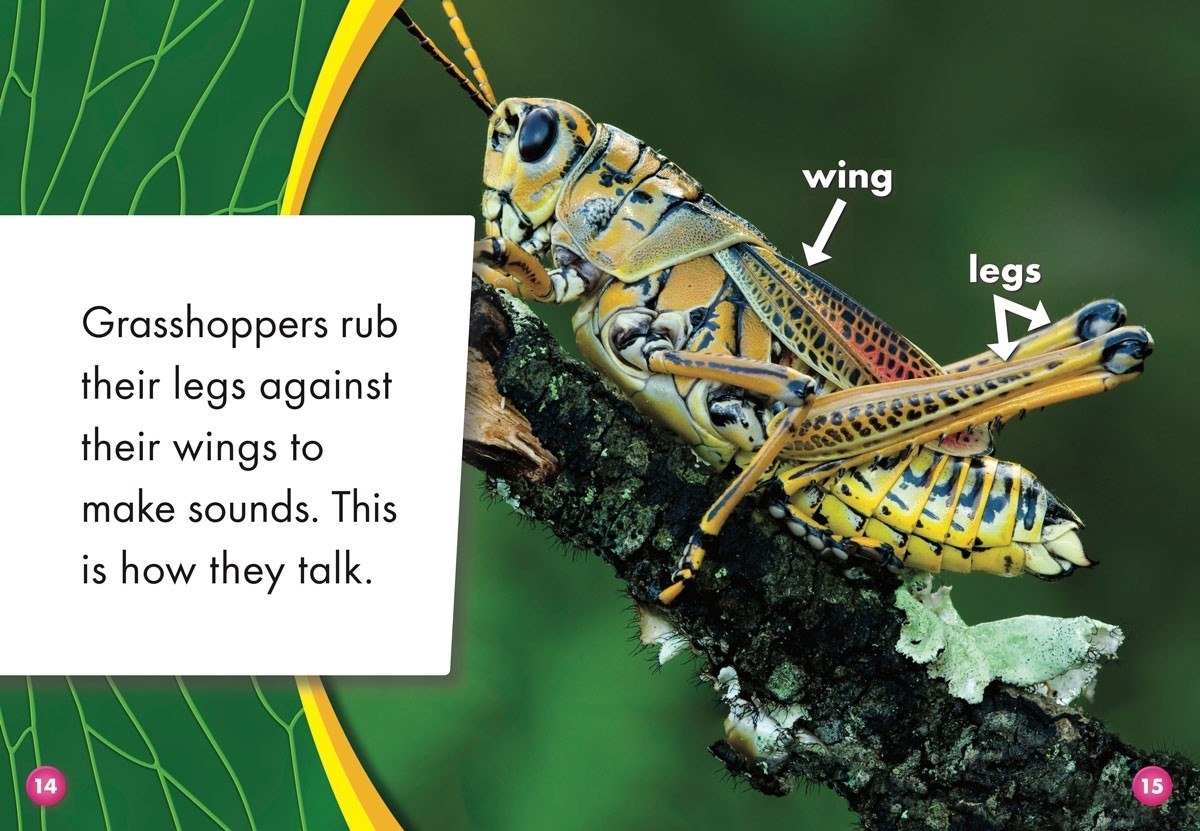 Grasshoppers rub
their legs against
their wings to
make sounds. This
is how they talk.
wing
legs
14
15